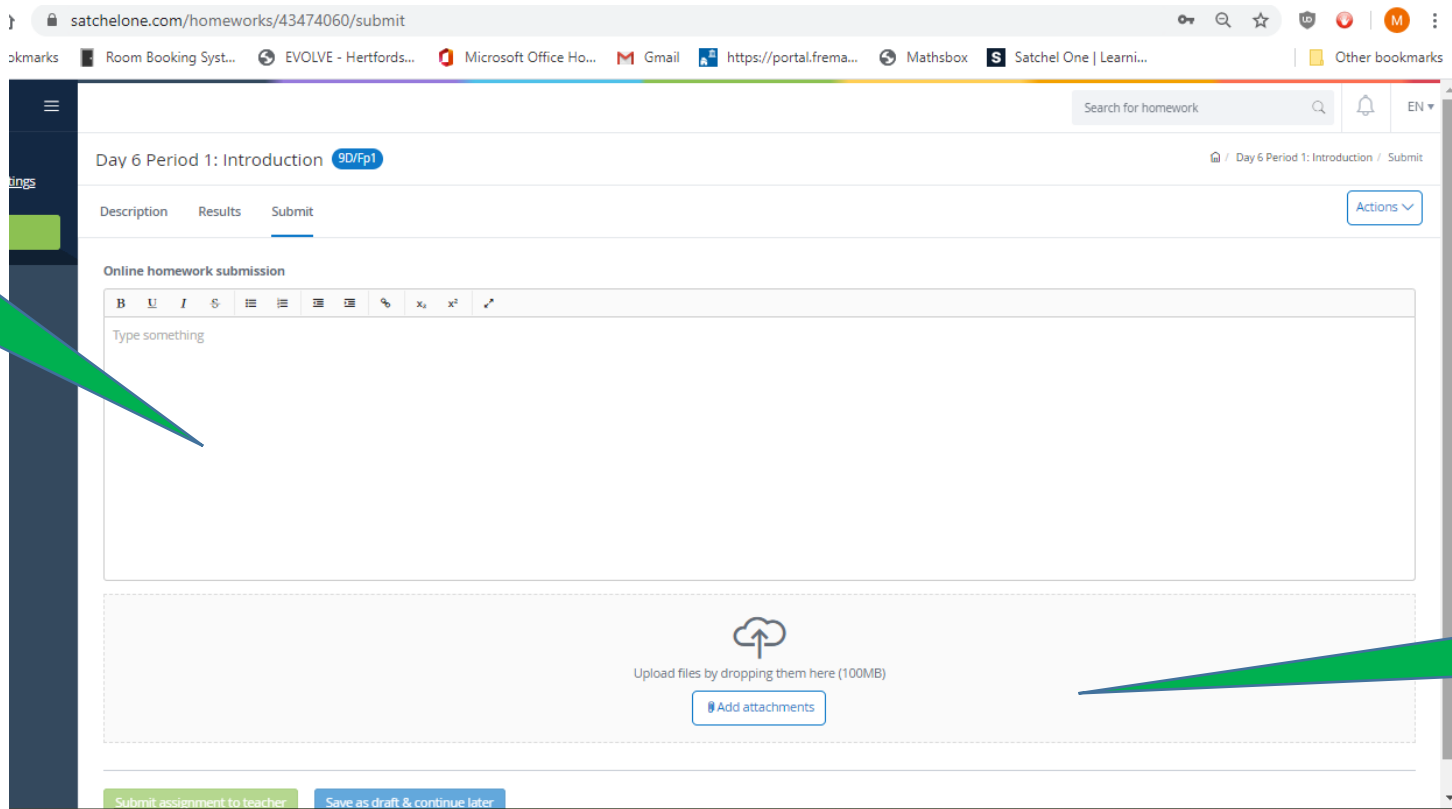 satchelone.com/homeworks/43474060/submit
M
okmarks Room Booking Syst... EVOLVE - Hertfords... Microsoft Office Ho... M Gmail https://portal.frema... Mathsbox S Satchel One | Learni... Other bookmarks
Search for homework EN
Day 6 Period 1: Introduction 9D/Fp1 / Day 6 Period 1: Introduction / Submit
tings
Description Results Submit Actions
Online homework submission
B U I S x₂ x²
Type something
Upload files by dropping them here (100MB)
Add attachments
Submit assignment to teacher Save as draft & continue later